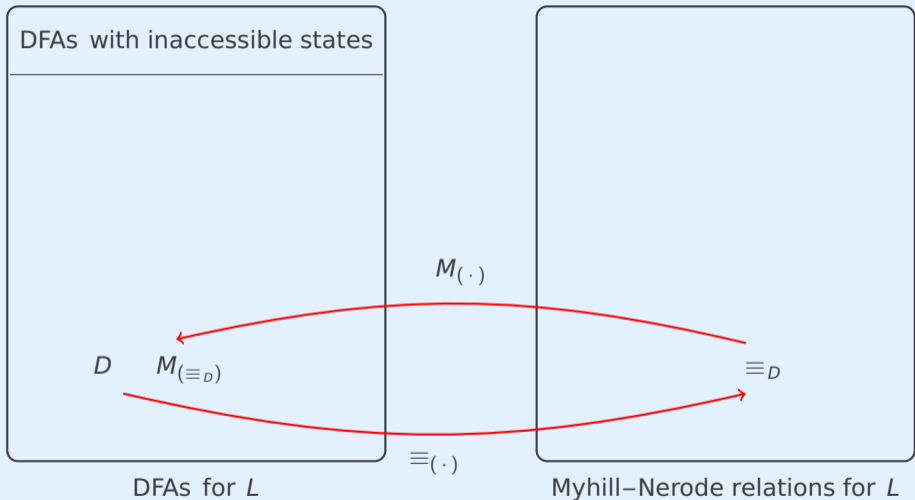 DFAs with inaccessible states
M(·)
D M(≡D) ≡D
≡(·)
DFAs for L
Myhill–Nerode relations for L